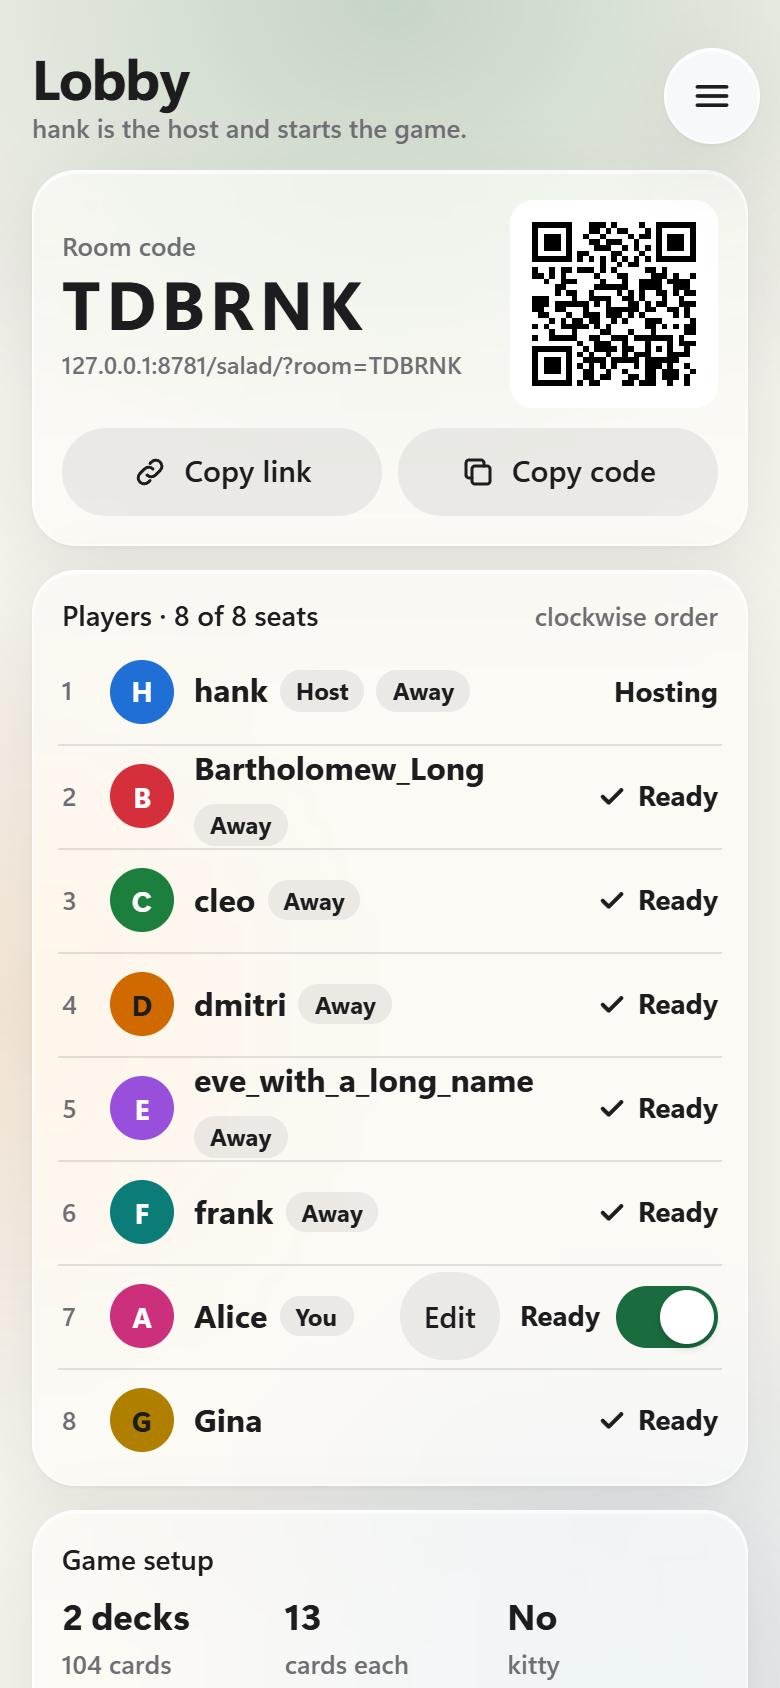 Lobby
hank is the host and starts the game.
Room code
TDBRNK
127.0.0.1:8781/salad/?room=TDBRNK
Copy link
Copy code
Players · 8 of 8 seats
clockwise order
1 H hank Host Away Hosting
2 B Bartholomew_Long Away Ready
3 C cleo Away Ready
4 D dmitri Away Ready
5 E eve_with_a_long_name Away Ready
6 F frank Away Ready
7 A Alice You Edit Ready
8 G Gina Ready
Game setup
2 decks 13 No
104 cards cards each kitty